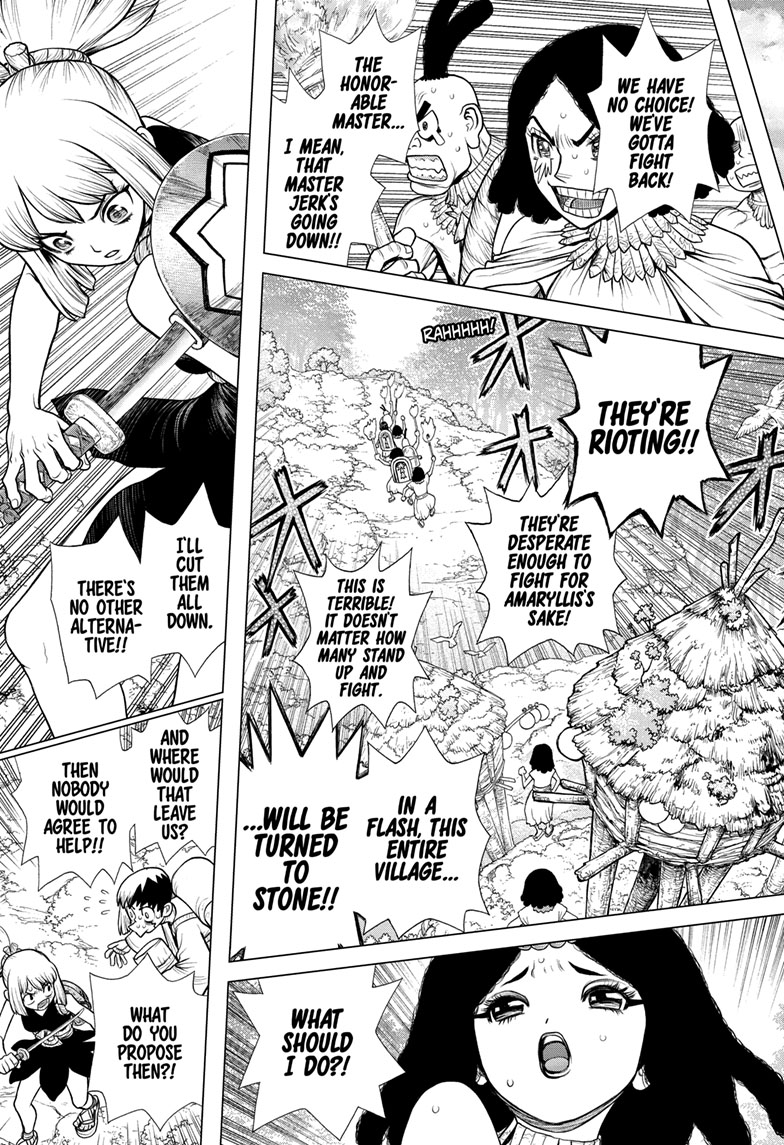 WE HAVE
NO CHOICE!
WE'VE
GOTTA
FIGHT
BACK!
THE
HONOR-
ABLE
MASTER...
I MEAN,
THAT
MASTER
JERK'S
GOING
DOWN!!
THEY'RE
RIOTING!!
RAHHHHH!
THEY'RE
DESPERATE
ENOUGH TO
FIGHT FOR
AMARYLLIS'S
SAKE!
THIS IS
TERRIBLE!
IT DOESN'T
MATTER HOW
MANY STAND
UP AND
FIGHT.
IN A
FLASH, THIS
ENTIRE
VILLAGE...
...WILL BE
TURNED
TO
STONE!!
WHAT
SHOULD
I DO?!
I'LL
CUT
THEM
ALL
DOWN.
THERE'S
NO OTHER
ALTERNA-
TIVE!!
AND
WHERE
WOULD
THAT
LEAVE
US?
THEN
NOBODY
WOULD
AGREE TO
HELP!!
WHAT
DO YOU
PROPOSE
THEN?!